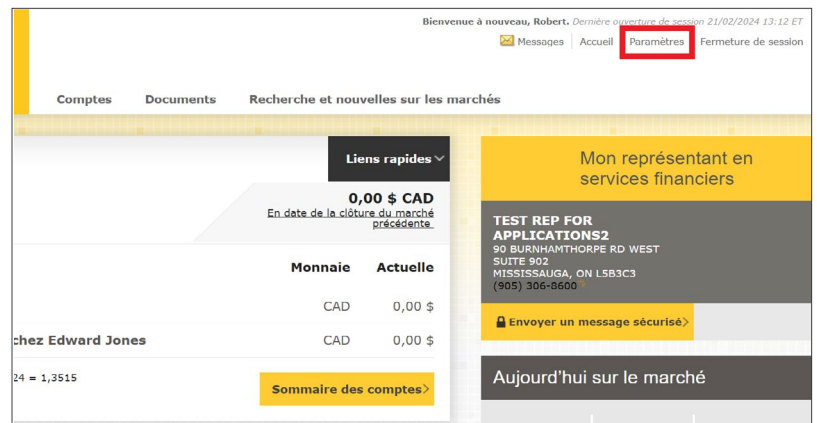 Bienvenue à nouveau, Robert. Dernière ouverture de session 21/02/2024 13:12 ET
Messages Accueil Paramètres Fermeture de session
Comptes Documents Recherche et nouvelles sur les marchés
Liens rapides
0,00 $ CAD
En date de la clôture du marché
précédente
Monnaie Actuelle
CAD 0,00 $
chez Edward Jones CAD 0,00 $
24 = 1,3515
Sommaire des comptes>
Mon représentant en
services financiers
TEST REP FOR
APPLICATIONS2
90 BURNHAMTHORPE RD WEST
SUITE 902
MISSISSAUGA, ON L5B3C3
(905) 306-8600
Envoyer un message sécurisé>
Aujourd'hui sur le marché